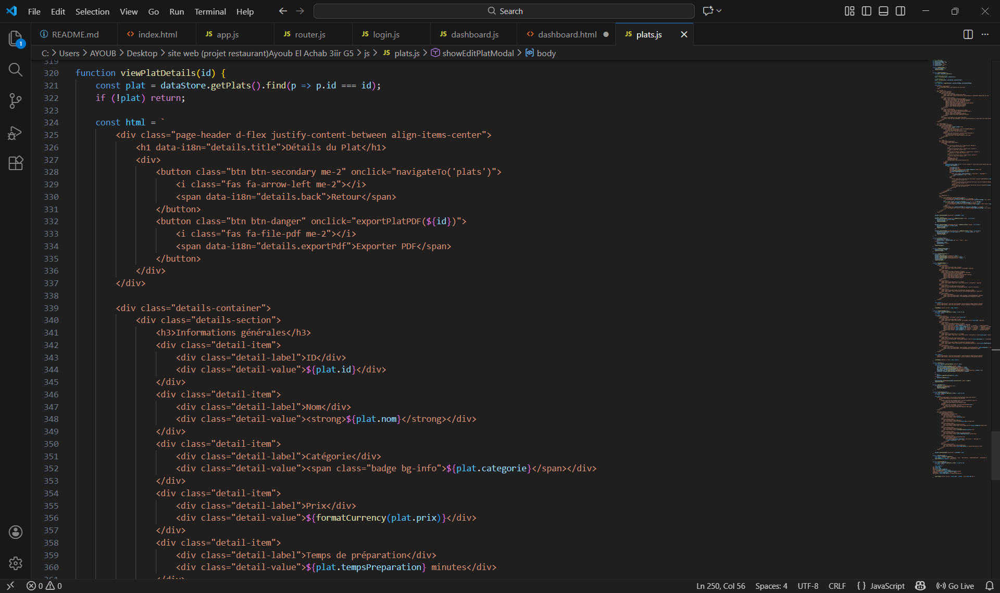 File Edit Selection View Go Run Terminal Help
Search
README.md index.html JS app.js JS router.js JS login.js JS dashboard.js dashboard.html JS plats.js
C: > Users > AYOUB > Desktop > site web (projet restaurant)Ayoub El Achab 3iir G5 > js > JS plats.js > showEditPlatModal > body
1
319
320 function viewPlatDetails(id) {
321 const plat = dataStore.getPlats().find(p => p.id === id);
322 if (!plat) return;
323
324 const html = `
325 <div class="page-header d-flex justify-content-between align-items-center">
326 <h1 data-i18n="details.title">Détails du Plat</h1>
327 <div>
328 <button class="btn btn-secondary me-2" onclick="navigateTo('plats')">
329 <i class="fas fa-arrow-left me-2"></i>
330 <span data-i18n="details.back">Retour</span>
331 </button>
332 <button class="btn btn-danger" onclick="exportPlatPDF(${id})">
333 <i class="fas fa-file-pdf me-2"></i>
334 <span data-i18n="details.exportPdf">Exporter PDF</span>
335 </button>
336 </div>
337 </div>
338
339 <div class="details-container">
340 <div class="details-section">
341 <h3>Informations générales</h3>
342 <div class="detail-item">
343 <div class="detail-label">ID</div>
344 <div class="detail-value">${plat.id}</div>
345 </div>
346 <div class="detail-item">
347 <div class="detail-label">Nom</div>
348 <div class="detail-value"><strong>${plat.nom}</strong></div>
349 </div>
350 <div class="detail-item">
351 <div class="detail-label">Catégorie</div>
352 <div class="detail-value"><span class="badge bg-info">${plat.categorie}</span></div>
353 </div>
354 <div class="detail-item">
355 <div class="detail-label">Prix</div>
356 <div class="detail-value">${formatCurrency(plat.prix)}</div>
357 </div>
358 <div class="detail-item">
359 <div class="detail-label">Temps de préparation</div>
360 <div class="detail-value">${plat.tempsPreparation} minutes</div>
361 </div>
0 0 Ln 250, Col 56 Spaces: 4 UTF-8 CRLF { } JavaScript Go Live